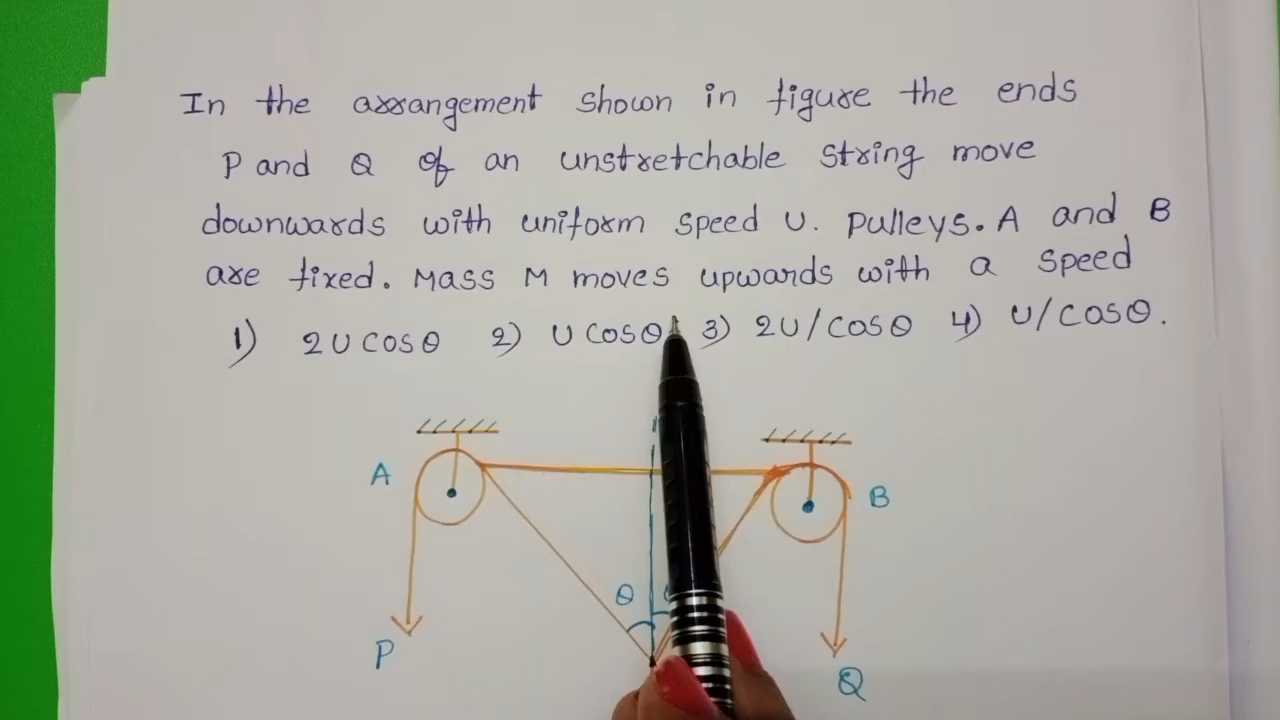 In the arrangement shown in figure the ends
P and Q of an unstretchable string move
downwards with uniform speed U. Pulleys. A and B
are fixed. Mass M moves upwards with a speed
1) 2U cosθ 2) U cosθ 3) 2U/cosθ 4) U/cosθ.
A
B
θ
P
Q